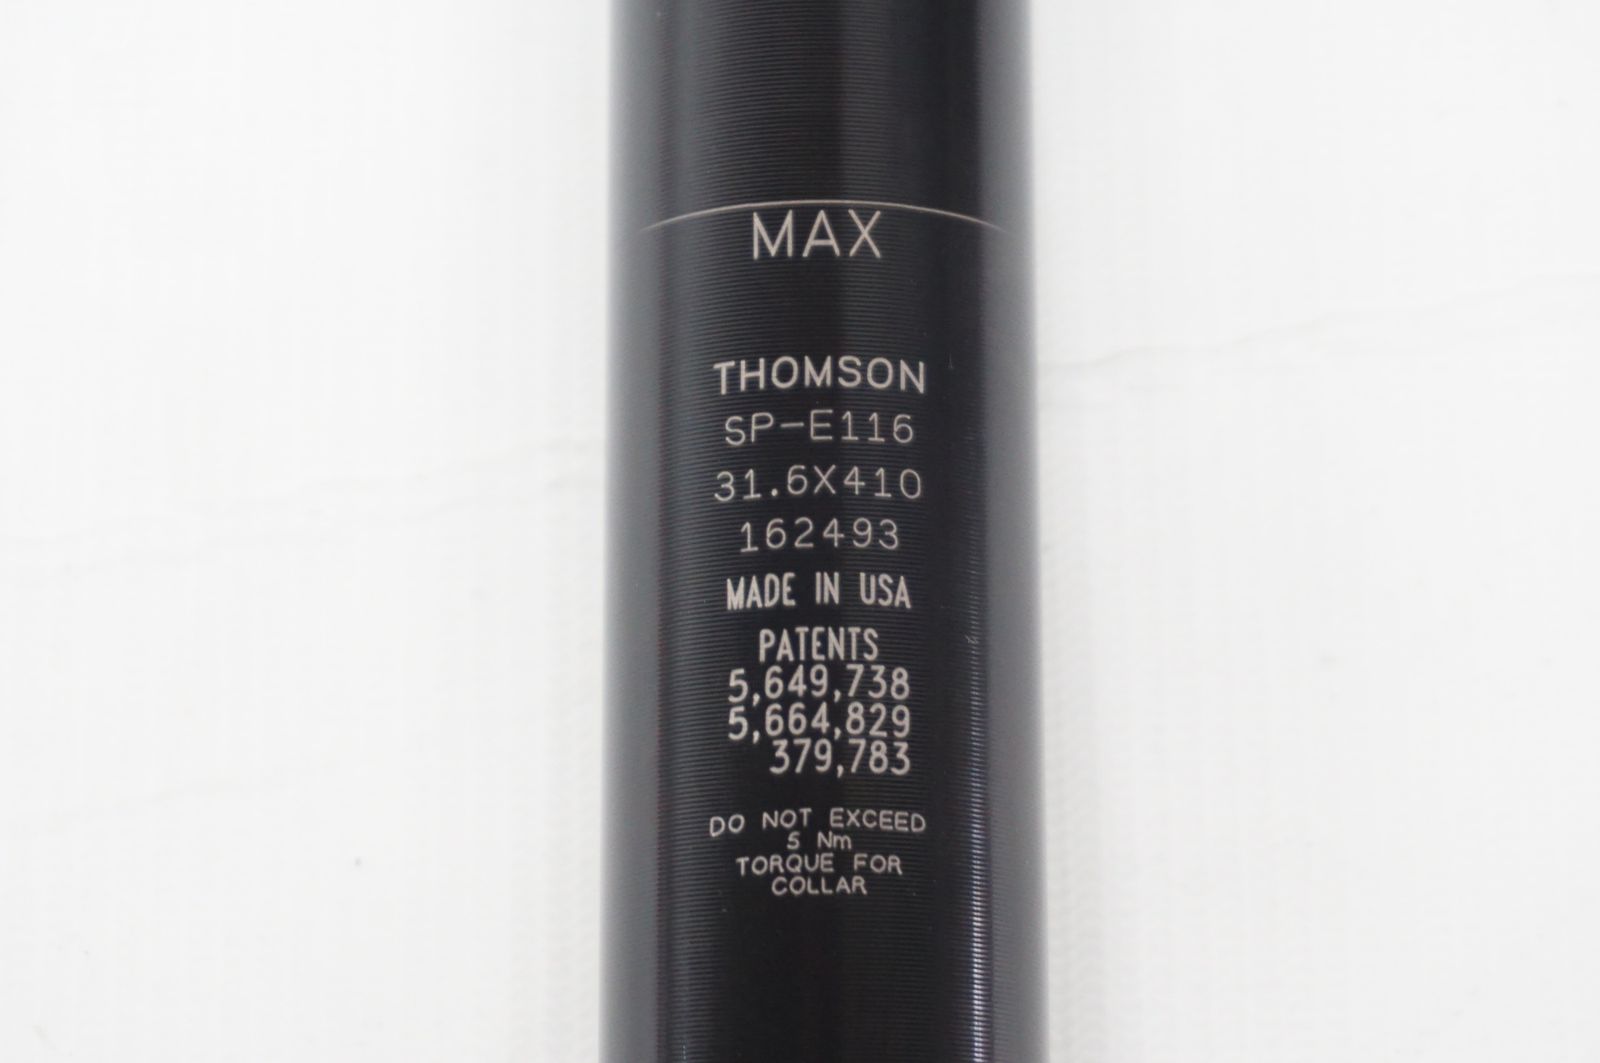 MAX
THOMSON
SP-E116
31.6X410
162493
MADE IN USA
PATENTS
5,649,738
5,664,829
379,783
DO NOT EXCEED
5 Nm
TORQUE FOR
COLLAR